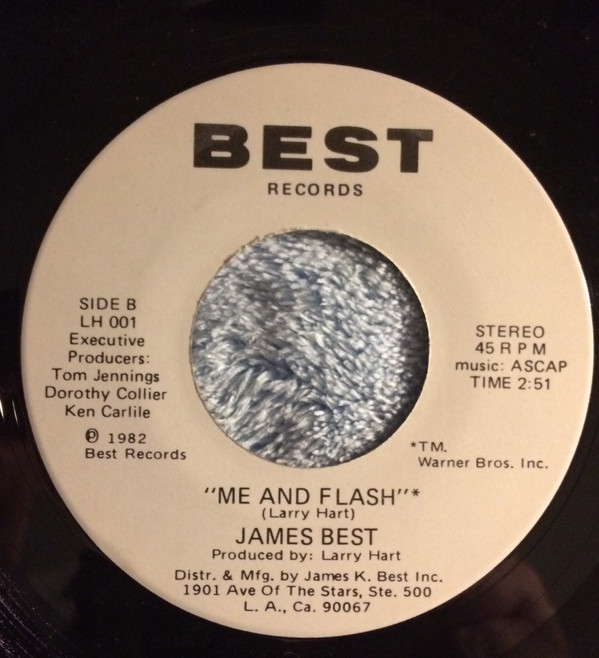 BEST
RECORDS
SIDE B
LH 001
Executive
Producers:
Tom Jennings
Dorothy Collier
Ken Carlile
℗ 1982
Best Records
STEREO
45 R P M
music: ASCAP
TIME 2:51
*TM.
Warner Bros. Inc.
"ME AND FLASH"*
(Larry Hart)
JAMES BEST
Produced by: Larry Hart
Distr. & Mfg. by James K. Best Inc.
1901 Ave Of The Stars, Ste. 500
L. A., Ca. 90067